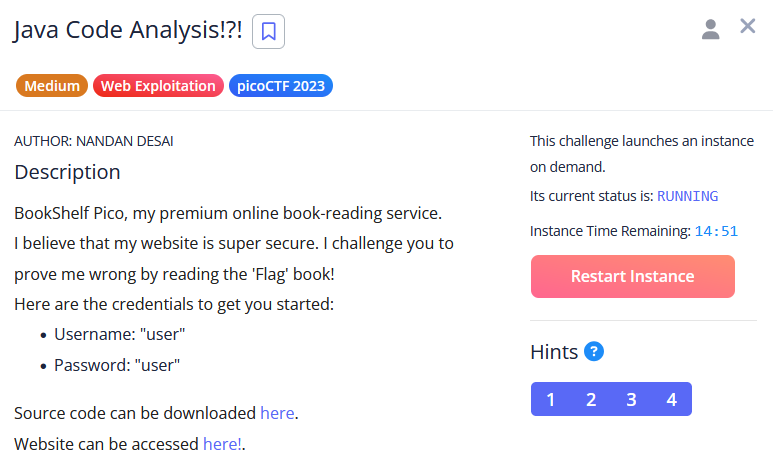 Java Code Analysis!?!
Medium
Web Exploitation
picoCTF 2023
AUTHOR: NANDAN DESAI
Description
BookShelf Pico, my premium online book-reading service.
I believe that my website is super secure. I challenge you to
prove me wrong by reading the 'Flag' book!
Here are the credentials to get you started:
• Username: "user"
• Password: "user"
Source code can be downloaded here.
Website can be accessed here!.
This challenge launches an instance
on demand.
Its current status is: RUNNING
Instance Time Remaining: 14:51
Restart Instance
Hints ?
1 2 3 4